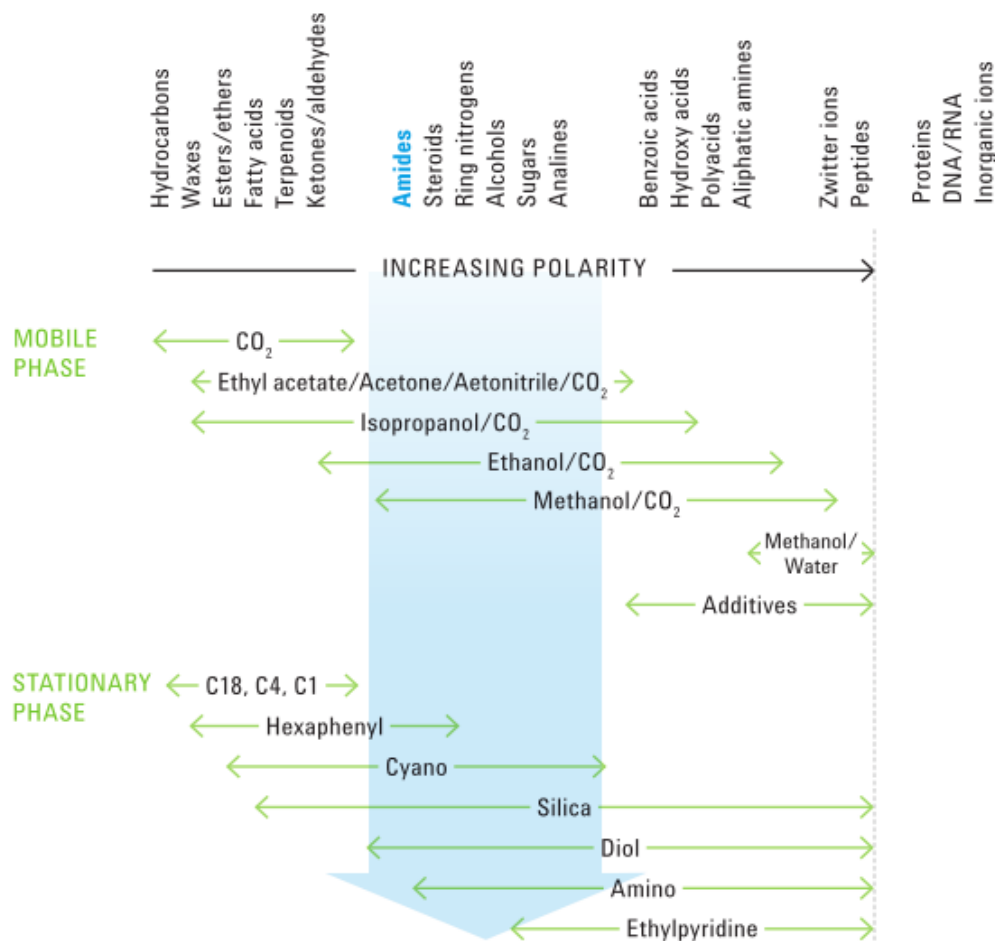 Hydrocarbons
Waxes
Esters/ethers
Fatty acids
Terpenoids
Ketones/aldehydes
Amides
Steroids
Ring nitrogens
Alcohols
Sugars
Analines
Benzoic acids
Hydroxy acids
Polyacids
Aliphatic amines
Zwitter ions
Peptides
Proteins
DNA/RNA
Inorganic ions
INCREASING POLARITY
MOBILE
PHASE
CO₂
Ethyl acetate/Acetone/Aetonitrile/CO₂
Isopropanol/CO₂
Ethanol/CO₂
Methanol/CO₂
Methanol/
Water
Additives
STATIONARY
PHASE
C18, C4, C1
Hexaphenyl
Cyano
Silica
Diol
Amino
Ethylpyridine